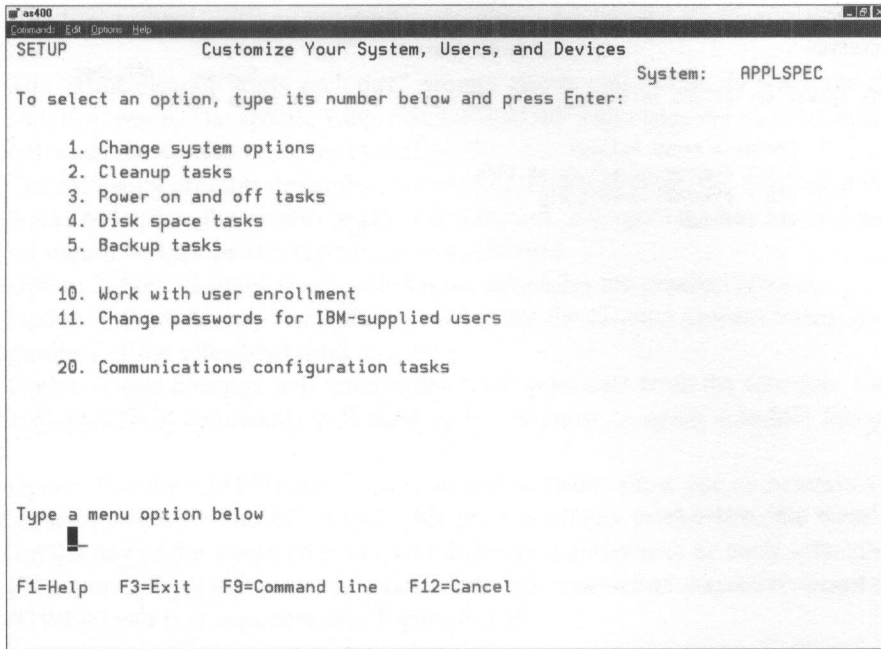 as400
Commands Edit Options Help
SETUP Customize Your System, Users, and Devices
System: APPLSPEC
To select an option, type its number below and press Enter:
1. Change system options
2. Cleanup tasks
3. Power on and off tasks
4. Disk space tasks
5. Backup tasks
10. Work with user enrollment
11. Change passwords for IBM-supplied users
20. Communications configuration tasks
Type a menu option below
F1=Help F3=Exit F9=Command line F12=Cancel